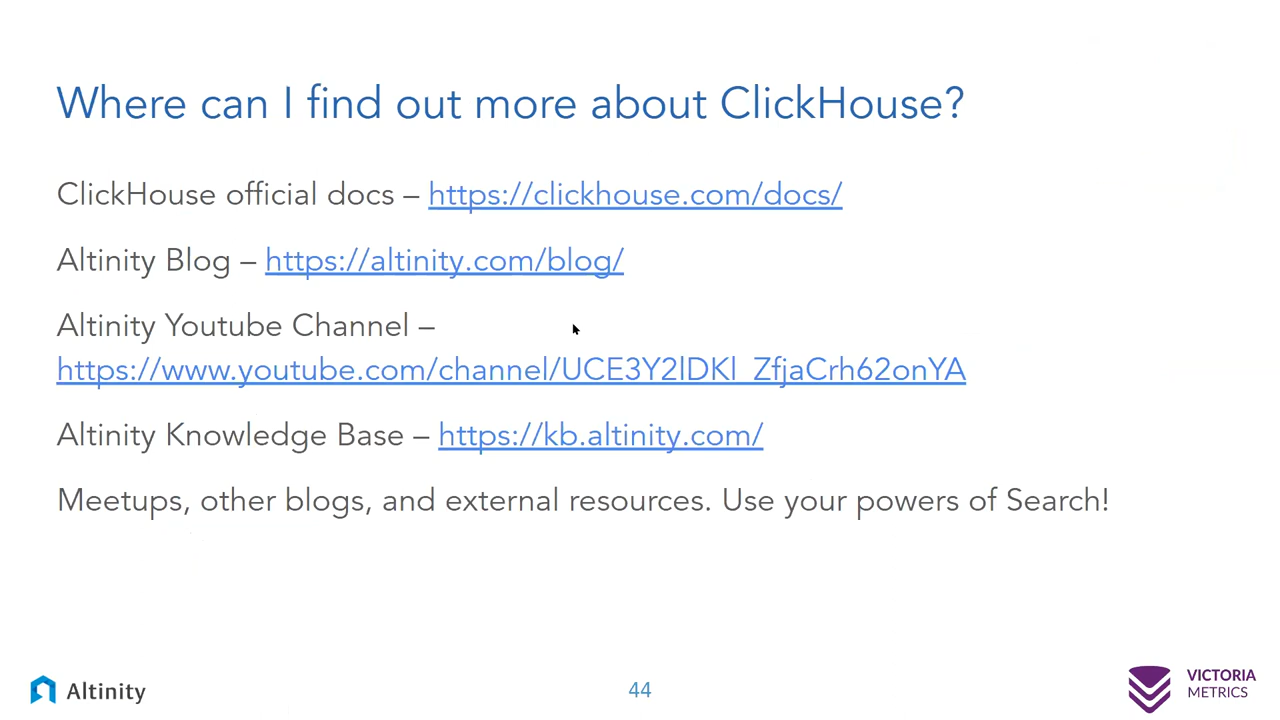 Where can I find out more about ClickHouse?
ClickHouse official docs – https://clickhouse.com/docs/
Altinity Blog – https://altinity.com/blog/
Altinity Youtube Channel –
https://www.youtube.com/channel/UCE3Y2lDKl_ZfjaCrh62onYA
Altinity Knowledge Base – https://kb.altinity.com/
Meetups, other blogs, and external resources. Use your powers of Search!
Altinity
44
VICTORIA
METRICS